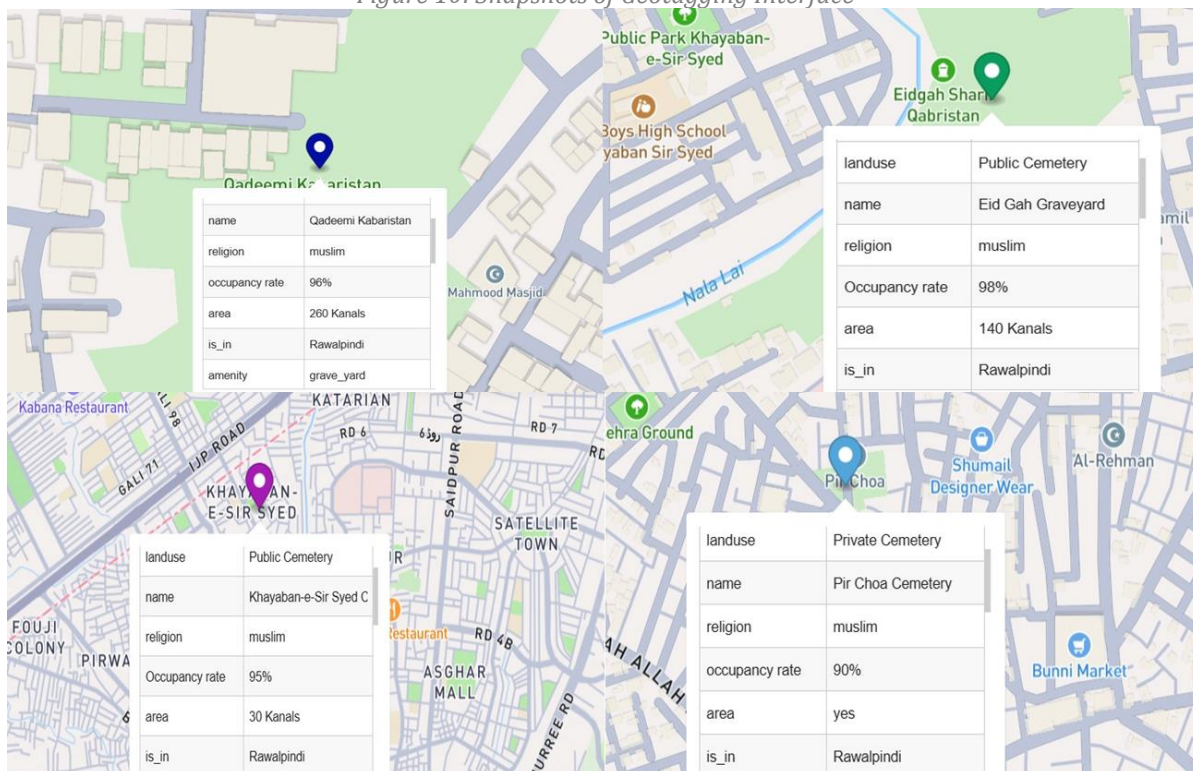 Figure 10: Snapshots of Geotagging Interface
Qadeemi Kabaristan
name Qadeemi Kabaristan
religion muslim
occupancy rate 96%
area 260 Kanals
is_in Rawalpindi
amenity grave_yard
Mahmood Masjid
Public Park Khayaban-
e-Sir Syed
Boys High School
yaban Sir Syed
Nala Lai
Eidgah Shar
Qabristan
landuse Public Cemetery
name Eid Gah Graveyard
religion muslim
Occupancy rate 98%
area 140 Kanals
is_in Rawalpindi
amil
Kabana Restaurant
GALI 98
GALI 71
IJP ROAD
KATARIAN
RD 6
RD 7
SAIDPUR ROAD
KHAYABAN-
E-SIR SYED
SATELLITE
TOWN
landuse Public Cemetery
name Khayaban-e-Sir Syed C
religion muslim
Occupancy rate 95%
area 30 Kanals
is_in Rawalpindi
FOUJI
COLONY
PIRWA
Restaurant
RD 4B
ASGHAR
MALL
MURREE RD
ehra Ground
Pir Choa
Shumail
Designer Wear
Al-Rehman
landuse Private Cemetery
name Pir Choa Cemetery
religion muslim
occupancy rate 90%
area yes
is_in Rawalpindi
AH ALLAH
Bunni Market